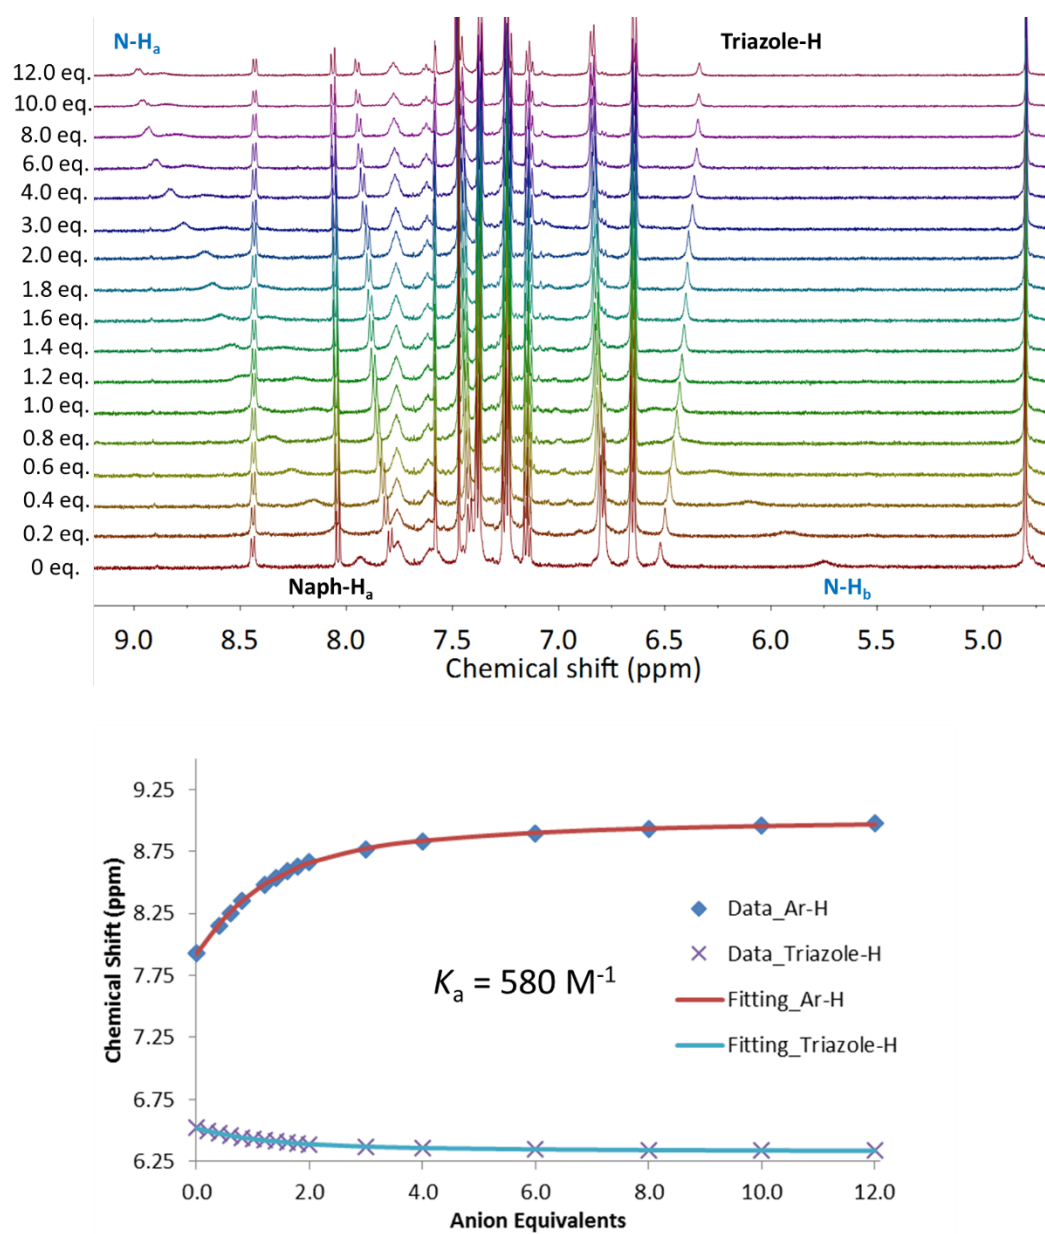 N-Ha
Triazole-H
12.0 eq.
10.0 eq.
8.0 eq.
6.0 eq.
4.0 eq.
3.0 eq.
2.0 eq.
1.8 eq.
1.6 eq.
1.4 eq.
1.2 eq.
1.0 eq.
0.8 eq.
0.6 eq.
0.4 eq.
0.2 eq.
0 eq.
Naph-Ha
N-Hb
9.0 8.5 8.0 7.5 7.0 6.5 6.0 5.5 5.0
Chemical shift (ppm)
Chemical Shift (ppm)
9.25
8.75
8.25
7.75
7.25
6.75
6.25
Data_Ar-H
Data_Triazole-H
Fitting_Ar-H
Fitting_Triazole-H
Ka = 580 M-1
0.0 2.0 4.0 6.0 8.0 10.0 12.0
Anion Equivalents